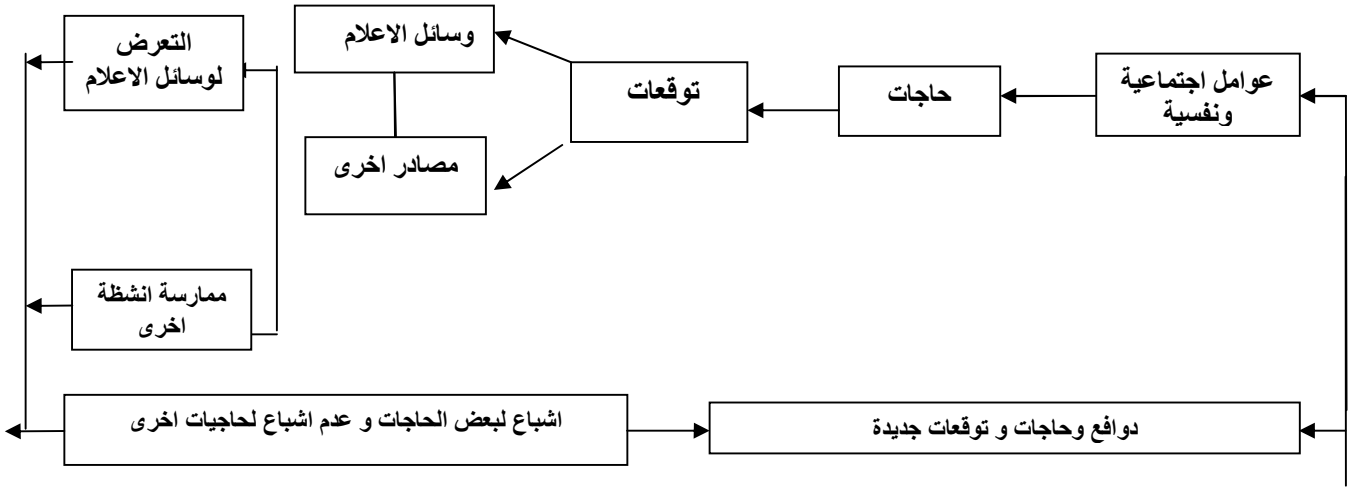 عوامل اجتماعية
ونفسية
حاجات
توقعات
وسائل الاعلام
مصادر اخرى
التعرض
لوسائل الاعلام
ممارسة انشظة
اخرى
اشباع لبعض الحاجات و عدم اشباع لحاجيات اخرى
دوافع وحاجات و توقعات جديدة